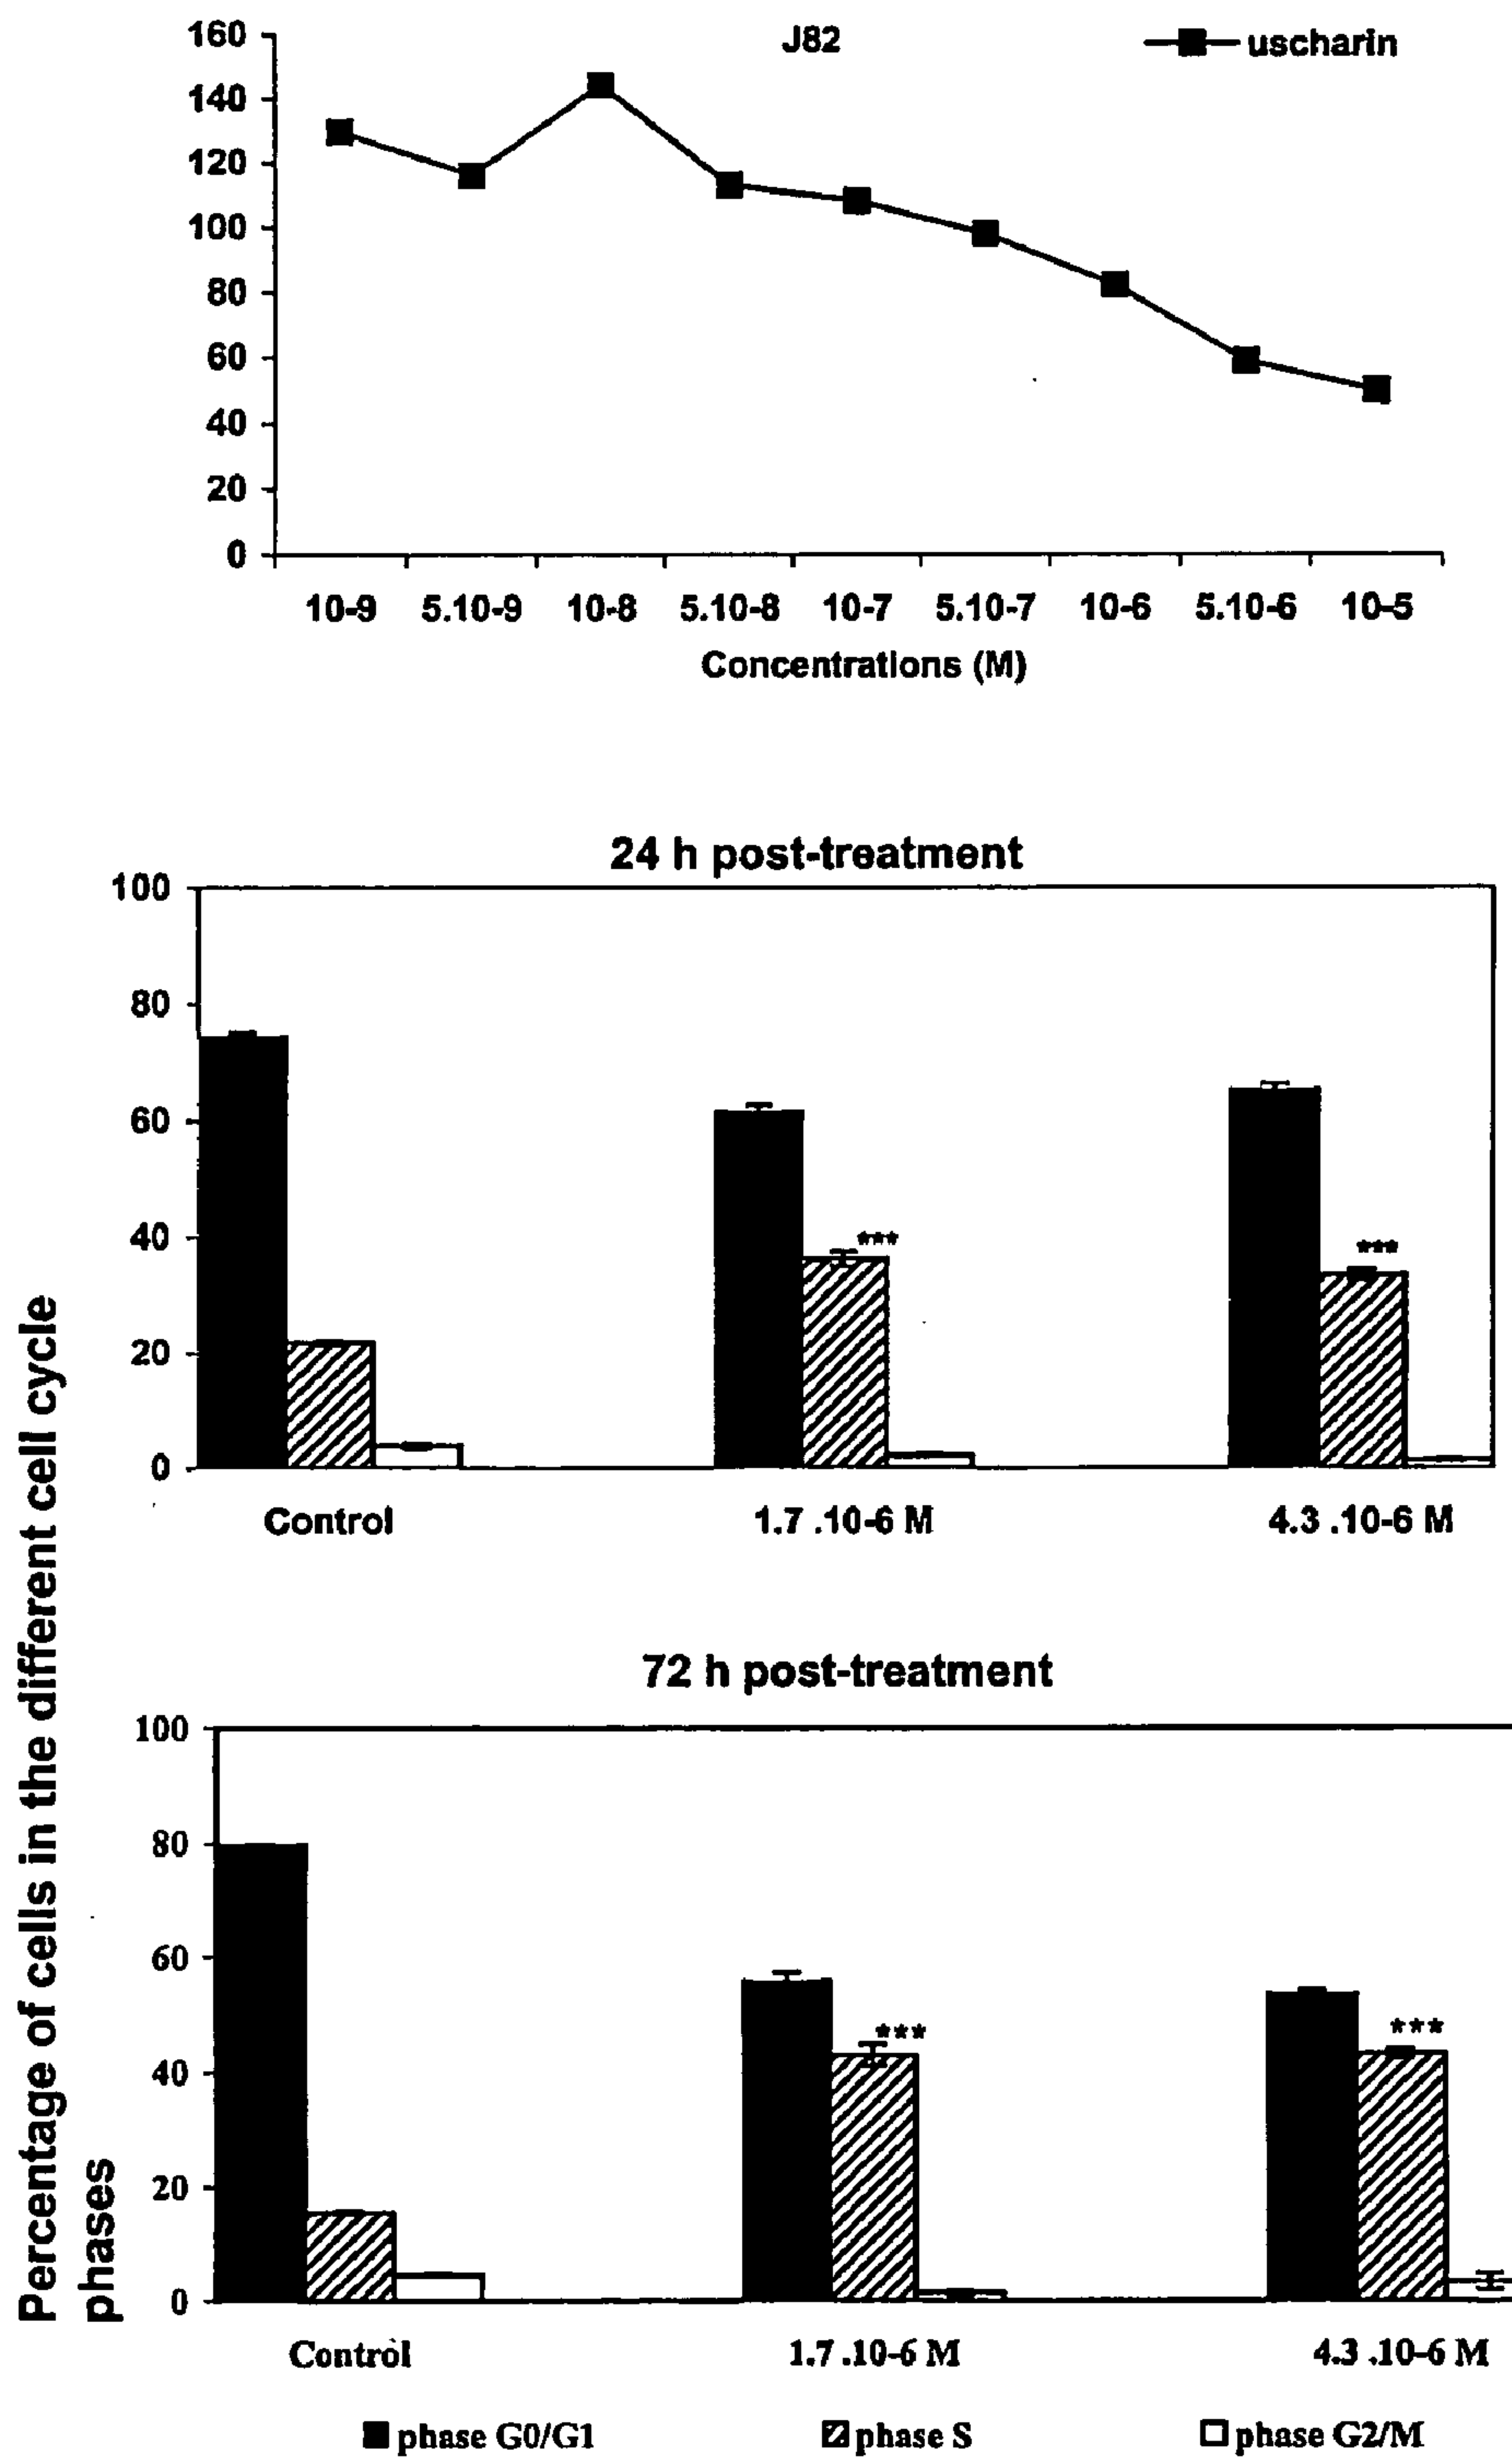 J82
uscharin
160
140
120
100
80
60
40
20
0
10-9 5.10-9 10-8 5.10-8 10-7 5.10-7 10-6 5.10-6 10-5
Concentrations (M)
Percentage of cells in the different cell cycle
phases
24 h post-treatment
100
80
60
40
20
0
***
***
Control 1.7 .10-6 M 4.3 .10-6 M
72 h post-treatment
100
80
60
40
20
0
***
***
Control 1.7 .10-6 M 4.3 .10-6 M
phase G0/G1 phase S phase G2/M